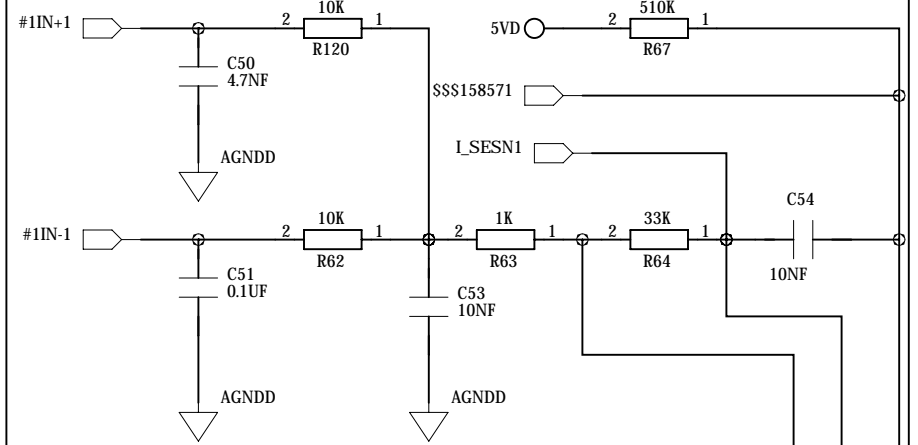 #1IN+1
2
10K
1
R120
5VD
2
510K
1
R67
C50
4.7NF
$$$158571
AGNDD
I_SESN1
C54
#1IN-1
2
10K
1
R62
2
1K
1
R63
2
33K
1
R64
10NF
C51
0.1UF
C53
10NF
AGNDD
AGNDD